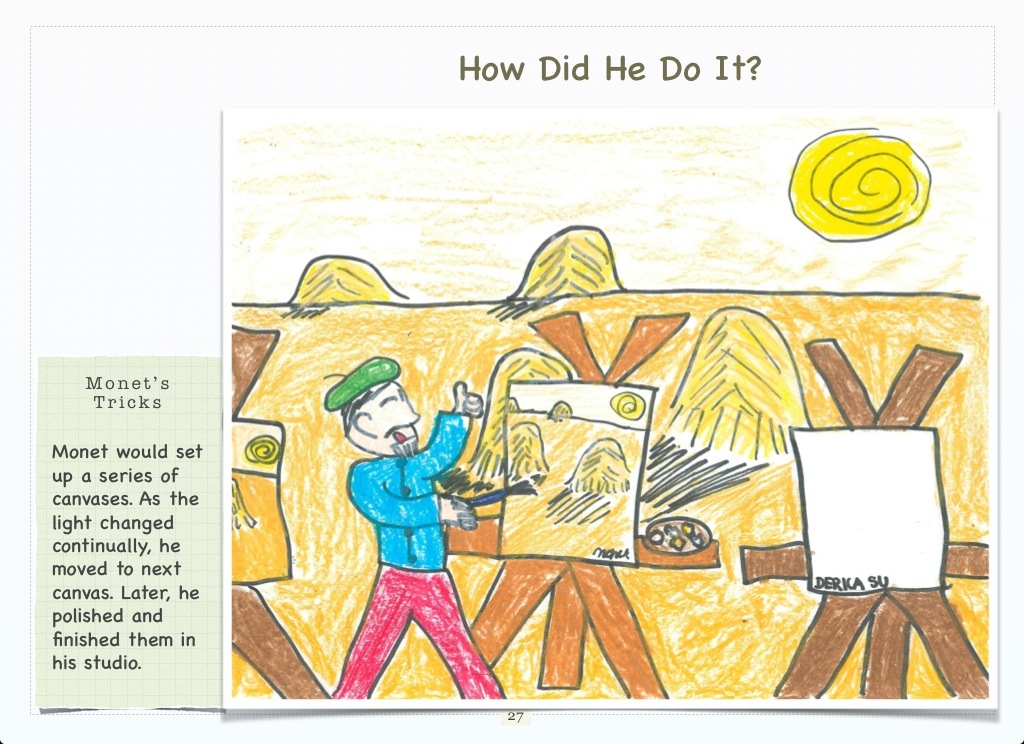 How Did He Do It?
Monet's
Tricks
Monet would set
up a series of
canvases. As the
light changed
continually, he
moved to next
canvas. Later, he
polished and
finished them in
his studio.
DERKA SU
27